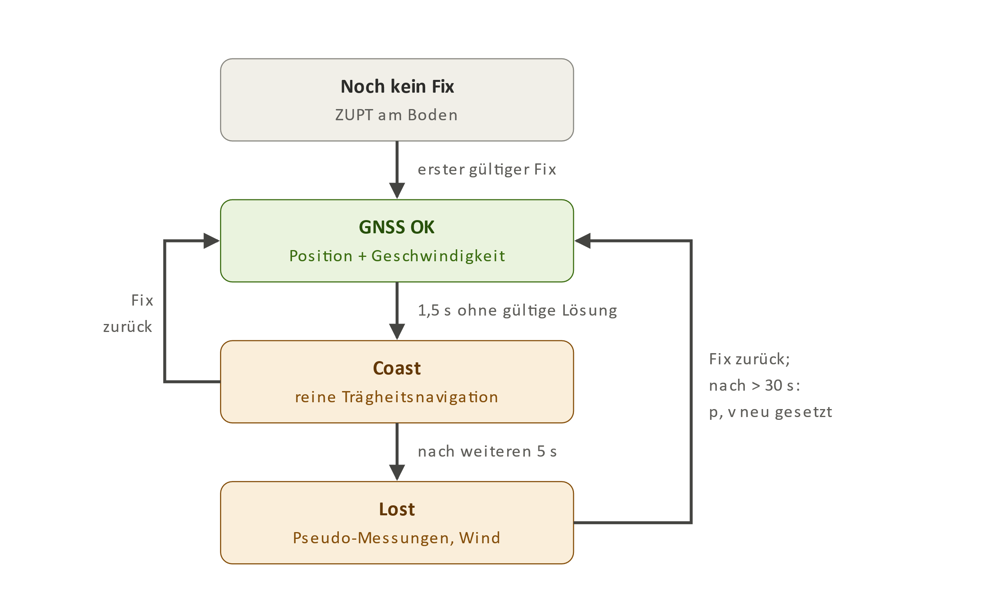 Noch kein Fix
ZUPT am Boden
erster gültiger Fix
GNSS OK
Position + Geschwindigkeit
Fix
zurück
1,5 s ohne gültige Lösung
Coast
reine Trägheitsnavigation
Fix zurück;
nach > 30 s:
p, v neu gesetzt
nach weiteren 5 s
Lost
Pseudo-Messungen, Wind